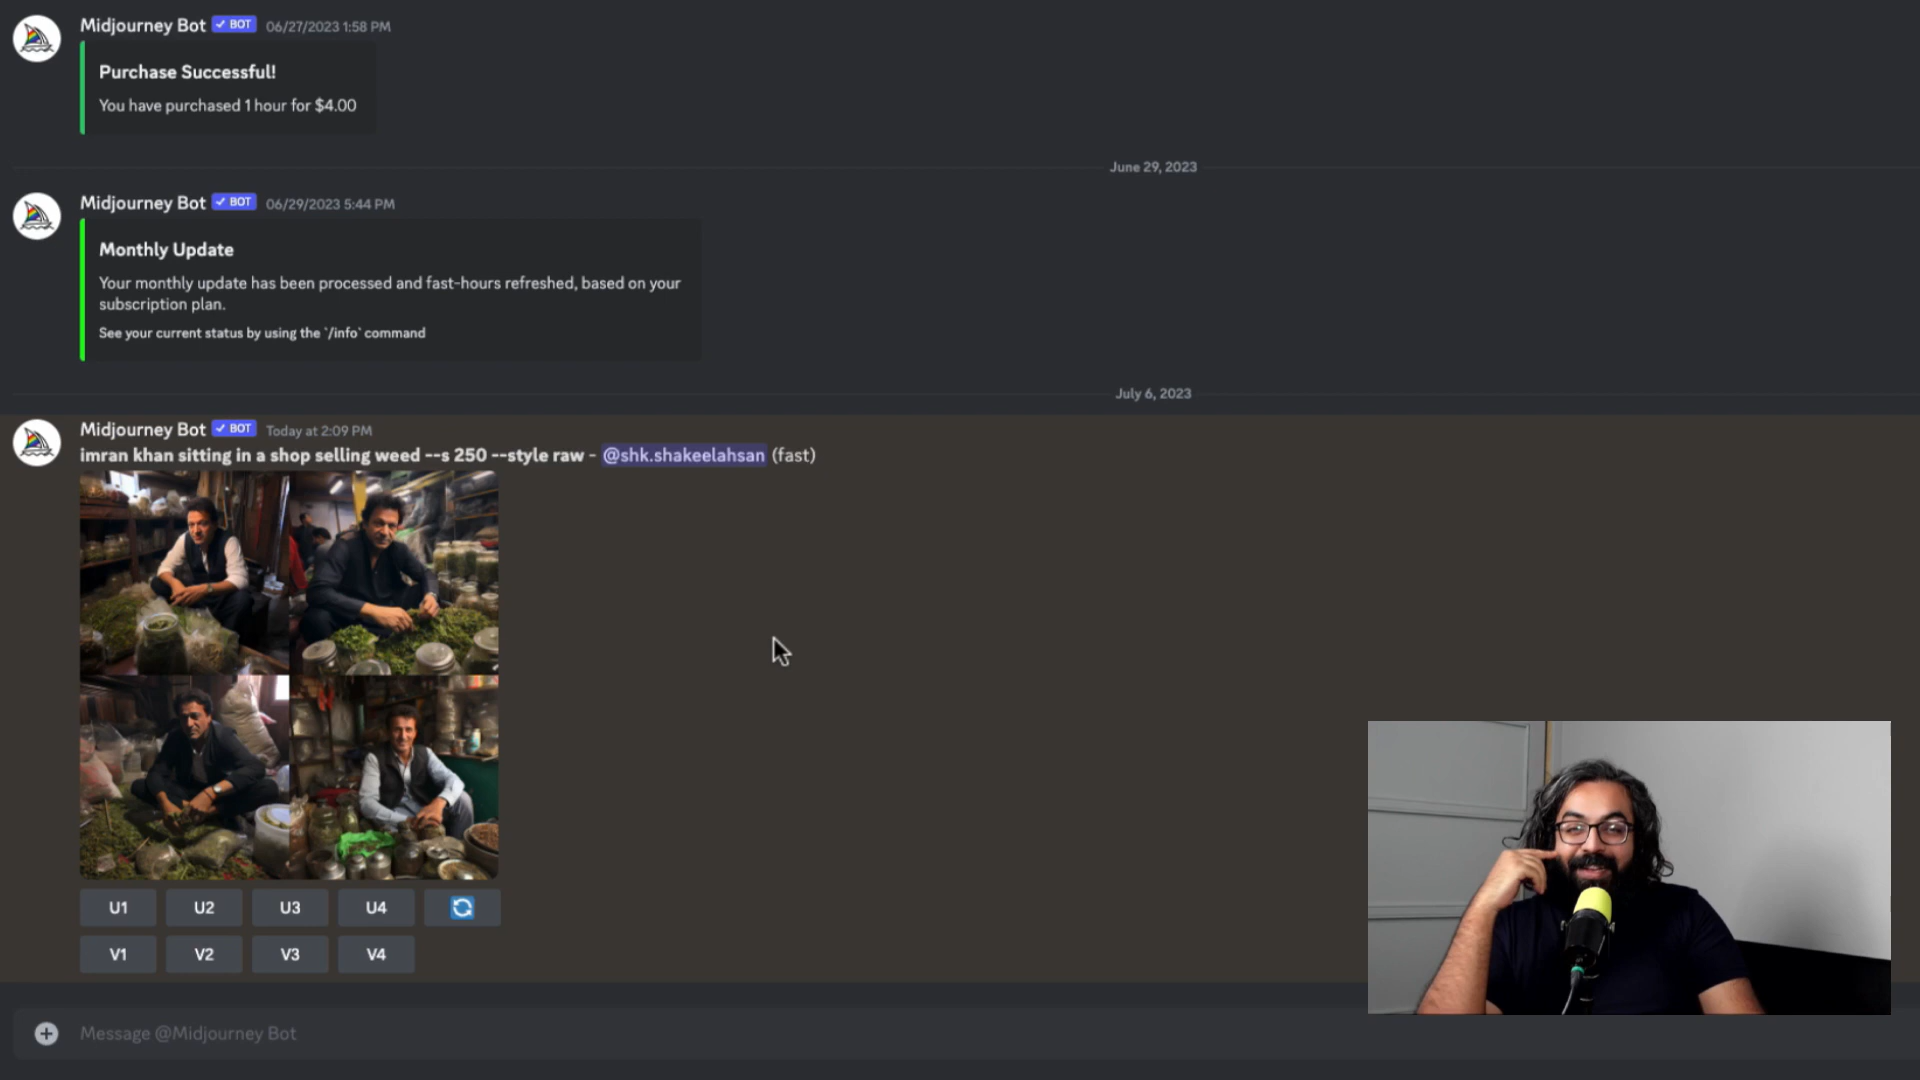 Midjourney Bot ✓ BOT 06/27/2023 1:58 PM
Purchase Successful!
You have purchased 1 hour for $4.00
June 29, 2023
Midjourney Bot ✓ BOT 06/29/2023 5:44 PM
Monthly Update
Your monthly update has been processed and fast-hours refreshed, based on your
subscription plan.
See your current status by using the `/info` command
July 6, 2023
Midjourney Bot ✓ BOT Today at 2:09 PM
imran khan sitting in a shop selling weed --s 250 --style raw - @shk.shakeelahsan (fast)
U1 U2 U3 U4
V1 V2 V3 V4
Message @Midjourney Bot